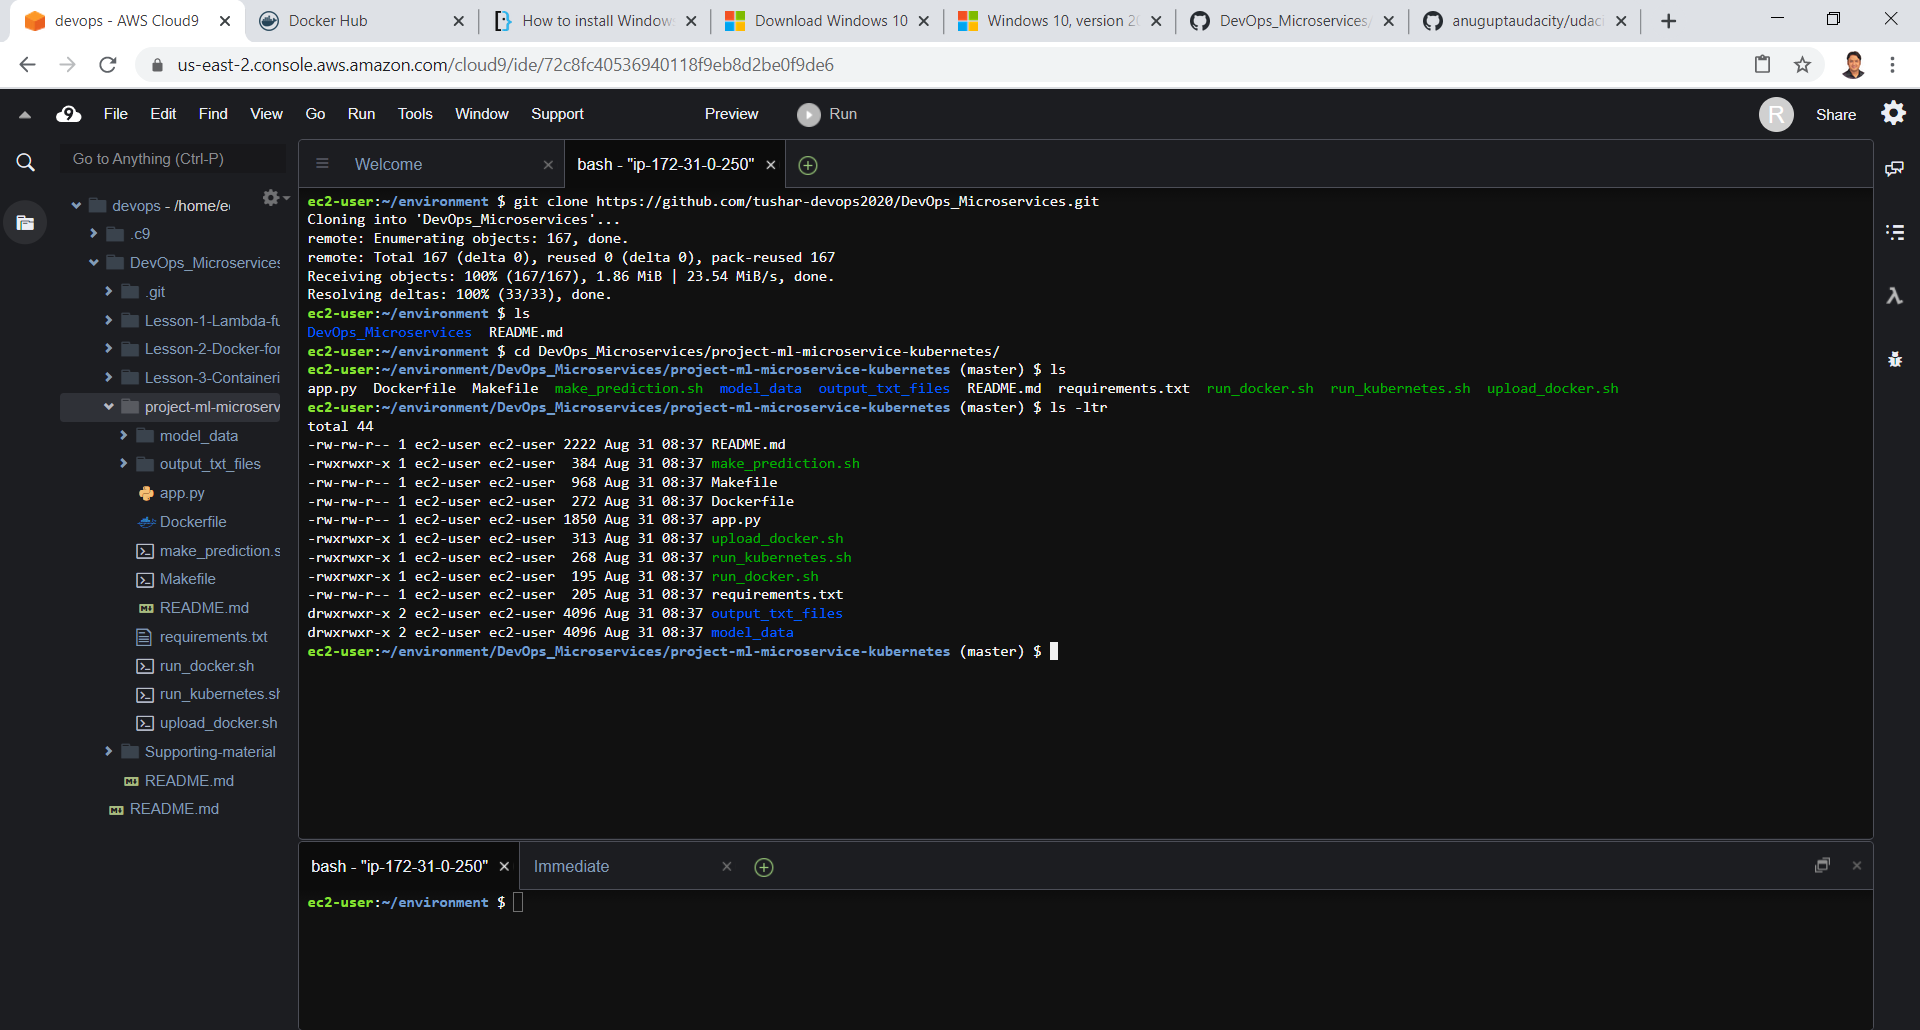 devops - AWS Cloud9
Docker Hub
How to install Window
Download Windows 10
Windows 10, version 20
DevOps_Microservices/
anuguptaudacity/udaci
us-east-2.console.aws.amazon.com/cloud9/ide/72c8fc40536940118f9eb8d2be0f9de6
9 File Edit Find View Go Run Tools Window Support Preview Run R Share
Go to Anything (Ctrl-P)
devops - /home/e
.c9
DevOps_Microservices
.git
Lesson-1-Lambda-fu
Lesson-2-Docker-for
Lesson-3-Containeri
project-ml-microserv
model_data
output_txt_files
app.py
Dockerfile
make_prediction.s
Makefile
README.md
requirements.txt
run_docker.sh
run_kubernetes.sh
upload_docker.sh
Supporting-material
README.md
README.md
Welcome
bash - "ip-172-31-0-250"
ec2-user:~/environment $ git clone https://github.com/tushar-devops2020/DevOps_Microservices.git
Cloning into 'DevOps_Microservices'...
remote: Enumerating objects: 167, done.
remote: Total 167 (delta 0), reused 0 (delta 0), pack-reused 167
Receiving objects: 100% (167/167), 1.86 MiB | 23.54 MiB/s, done.
Resolving deltas: 100% (33/33), done.
ec2-user:~/environment $ ls
DevOps_Microservices  README.md
ec2-user:~/environment $ cd DevOps_Microservices/project-ml-microservice-kubernetes/
ec2-user:~/environment/DevOps_Microservices/project-ml-microservice-kubernetes (master) $ ls
app.py  Dockerfile  Makefile  make_prediction.sh  model_data  output_txt_files  README.md  requirements.txt  run_docker.sh  run_kubernetes.sh  upload_docker.sh
ec2-user:~/environment/DevOps_Microservices/project-ml-microservice-kubernetes (master) $ ls -ltr
total 44
-rw-rw-r-- 1 ec2-user ec2-user 2222 Aug 31 08:37 README.md
-rwxrwxr-x 1 ec2-user ec2-user  384 Aug 31 08:37 make_prediction.sh
-rw-rw-r-- 1 ec2-user ec2-user  968 Aug 31 08:37 Makefile
-rw-rw-r-- 1 ec2-user ec2-user  272 Aug 31 08:37 Dockerfile
-rw-rw-r-- 1 ec2-user ec2-user 1850 Aug 31 08:37 app.py
-rwxrwxr-x 1 ec2-user ec2-user  313 Aug 31 08:37 upload_docker.sh
-rwxrwxr-x 1 ec2-user ec2-user  268 Aug 31 08:37 run_kubernetes.sh
-rwxrwxr-x 1 ec2-user ec2-user  195 Aug 31 08:37 run_docker.sh
-rw-rw-r-- 1 ec2-user ec2-user  205 Aug 31 08:37 requirements.txt
drwxrwxr-x 2 ec2-user ec2-user 4096 Aug 31 08:37 output_txt_files
drwxrwxr-x 2 ec2-user ec2-user 4096 Aug 31 08:37 model_data
ec2-user:~/environment/DevOps_Microservices/project-ml-microservice-kubernetes (master) $
bash - "ip-172-31-0-250"
Immediate
ec2-user:~/environment $